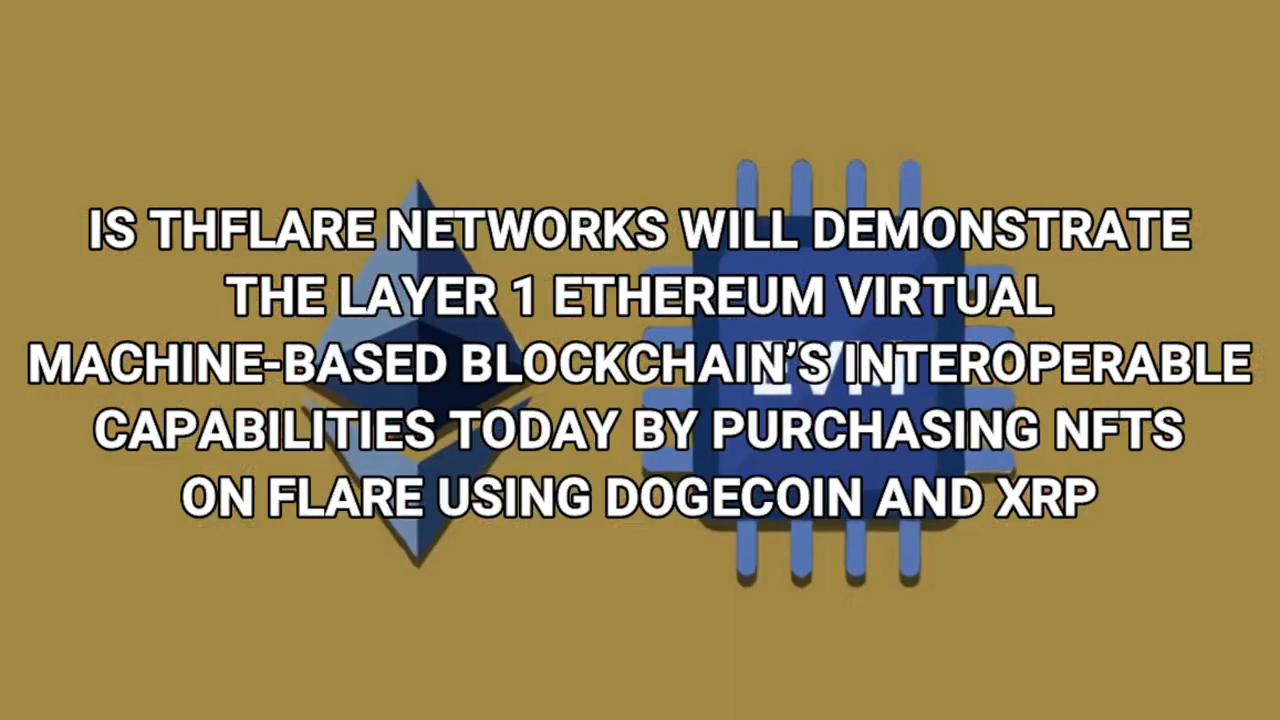 IS THFLARE NETWORKS WILL DEMONSTRATE
THE LAYER 1 ETHEREUM VIRTUAL
MACHINE-BASED BLOCKCHAIN’S INTEROPERABLE
CAPABILITIES TODAY BY PURCHASING NFTS
ON FLARE USING DOGECOIN AND XRP
EVM